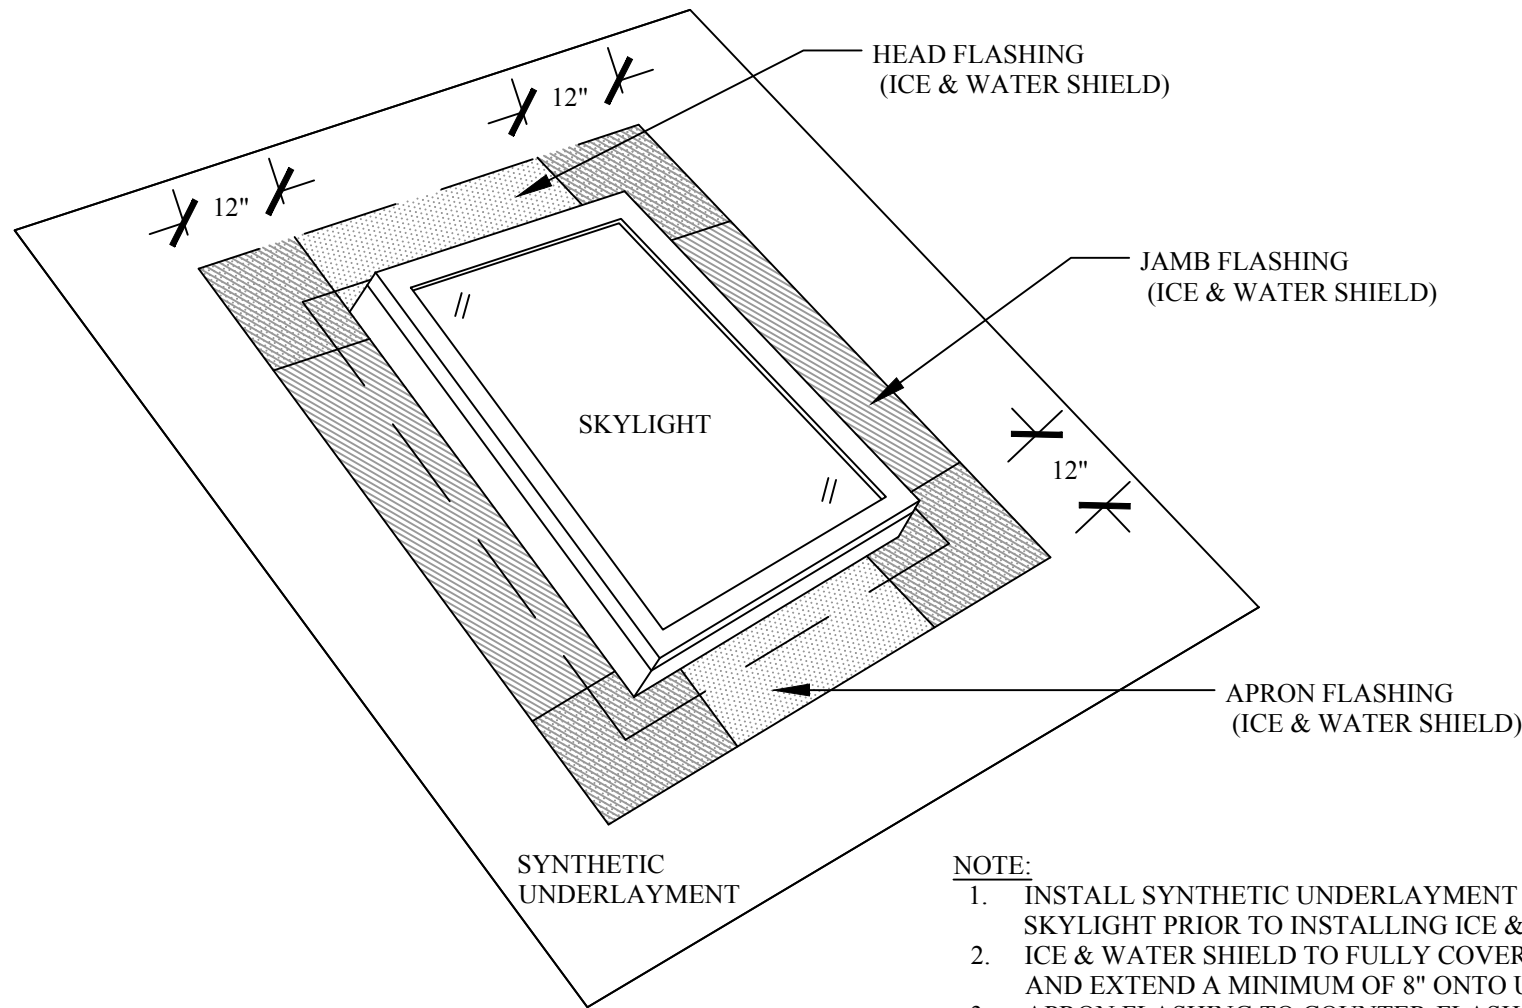 HEAD FLASHING
(ICE & WATER SHIELD)
12"
12"
JAMB FLASHING
(ICE & WATER SHIELD)
SKYLIGHT
12"
APRON FLASHING
(ICE & WATER SHIELD)
SYNTHETIC
UNDERLAYMENT
NOTE:
1. INSTALL SYNTHETIC UNDERLAYMENT
SKYLIGHT PRIOR TO INSTALLING ICE &
2. ICE & WATER SHIELD TO FULLY COVER
AND EXTEND A MINIMUM OF 8" ONTO